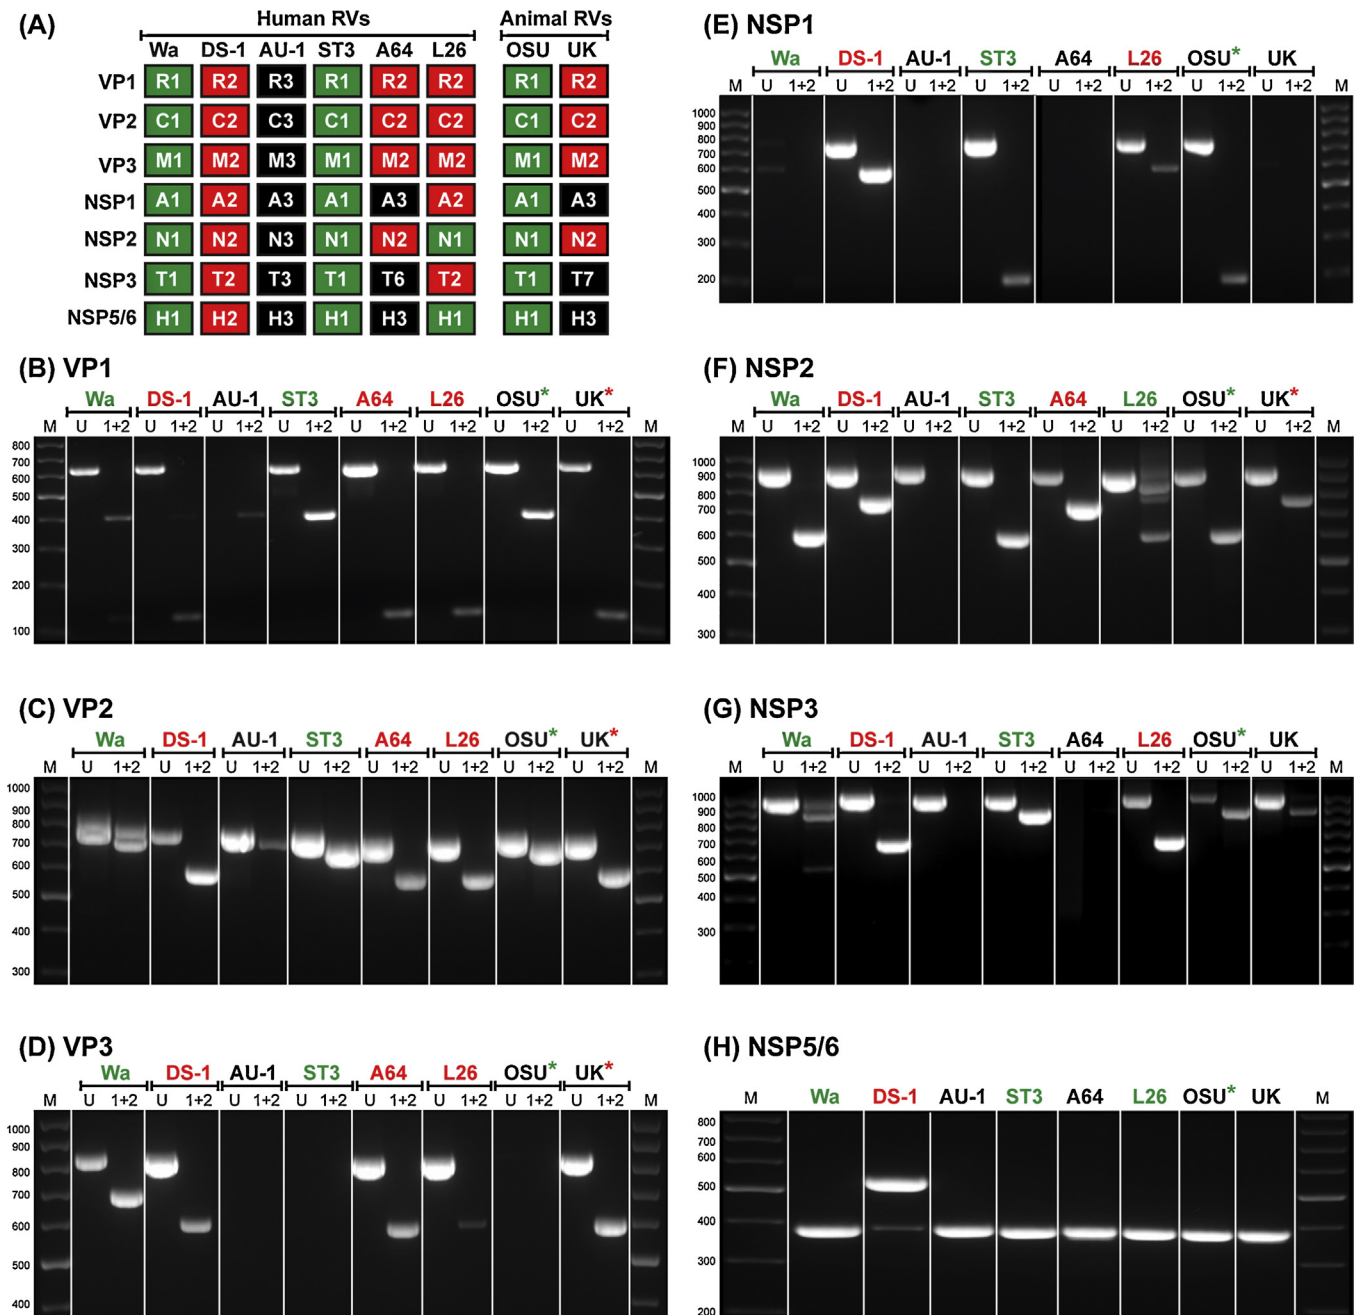 (A)
Human RVs Animal RVs
Wa DS-1 AU-1 ST3 A64 L26 OSU UK
VP1 R1 R2 R3 R1 R2 R2 R1 R2
VP2 C1 C2 C3 C1 C2 C2 C1 C2
VP3 M1 M2 M3 M1 M2 M2 M1 M2
NSP1 A1 A2 A3 A1 A3 A2 A1 A3
NSP2 N1 N2 N3 N1 N2 N1 N1 N2
NSP3 T1 T2 T3 T1 T6 T2 T1 T7
NSP5/6 H1 H2 H3 H1 H3 H1 H1 H3
(B) VP1
Wa DS-1 AU-1 ST3 A64 L26 OSU* UK*
M U 1+2 U 1+2 U 1+2 U 1+2 U 1+2 U 1+2 U 1+2 U 1+2 M
800
700
600
500
400
300
200
100
(C) VP2
Wa DS-1 AU-1 ST3 A64 L26 OSU* UK*
M U 1+2 U 1+2 U 1+2 U 1+2 U 1+2 U 1+2 U 1+2 U 1+2 M
1000
900
800
700
600
500
400
300
(D) VP3
Wa DS-1 AU-1 ST3 A64 L26 OSU* UK*
M U 1+2 U 1+2 U 1+2 U 1+2 U 1+2 U 1+2 U 1+2 U 1+2 M
1000
900
800
700
600
500
400
(E) NSP1
Wa DS-1 AU-1 ST3 A64 L26 OSU* UK
M U 1+2 U 1+2 U 1+2 U 1+2 U 1+2 U 1+2 U 1+2 U 1+2 M
1000
900
800
700
600
500
400
300
200
(F) NSP2
Wa DS-1 AU-1 ST3 A64 L26 OSU* UK*
M U 1+2 U 1+2 U 1+2 U 1+2 U 1+2 U 1+2 U 1+2 U 1+2 M
1000
900
800
700
600
500
400
300
(G) NSP3
Wa DS-1 AU-1 ST3 A64 L26 OSU* UK
M U 1+2 U 1+2 U 1+2 U 1+2 U 1+2 U 1+2 U 1+2 U 1+2 M
1000
900
800
700
600
500
400
300
(H) NSP5/6
M Wa DS-1 AU-1 ST3 A64 L26 OSU* UK M
800
700
600
500
400
300
200